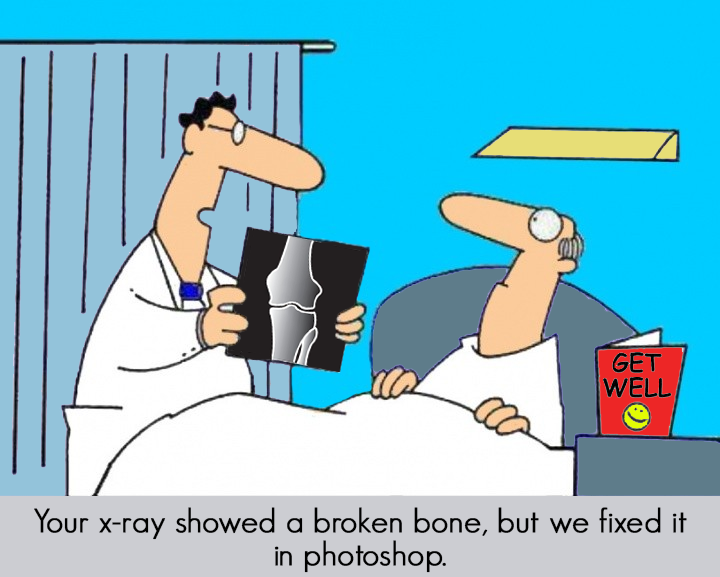 GET
WELL
Your x-ray showed a broken bone, but we fixed it
in photoshop.